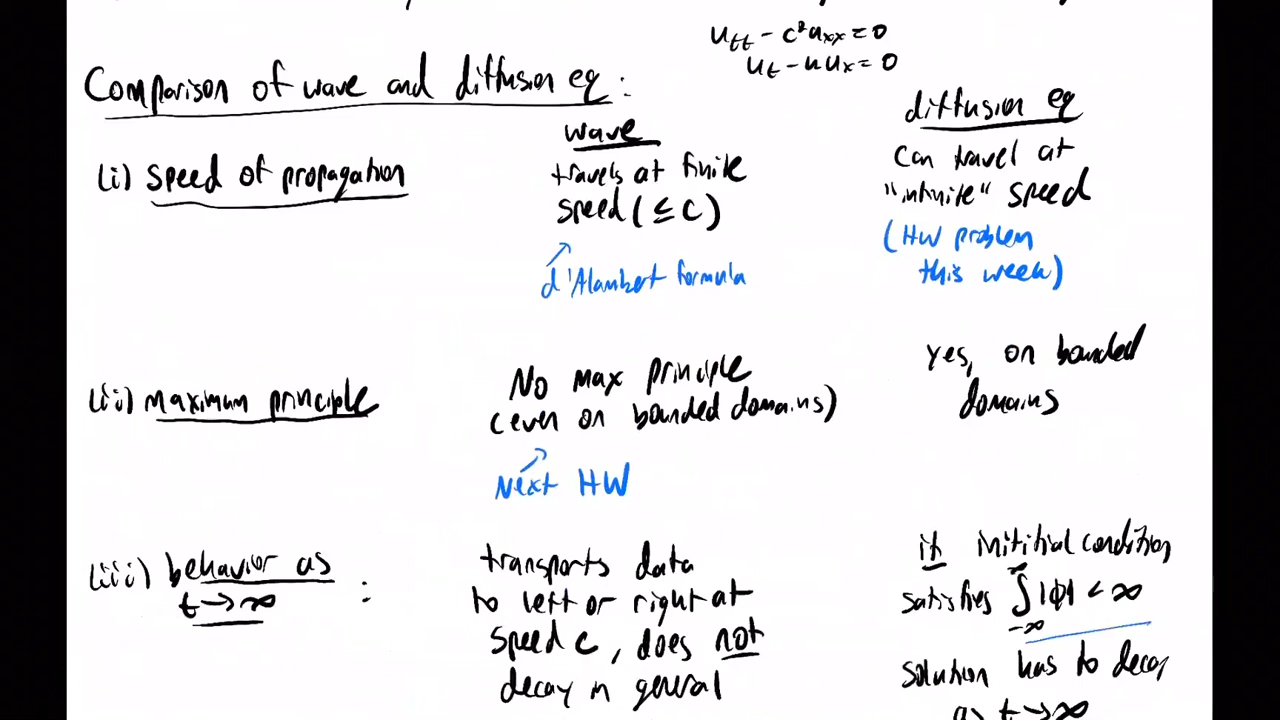 u_tt - c²u_xx = 0
u_t - k u_x = 0
Comparison of wave and diffusion eq:
wave
diffusion eq
(i) speed of propagation
travels at finite
speed (≤ c)
can travel at
"infinite" speed
d'Alambert formula
(HW problem
this week)
(ii) maximum principle
No max principle
(even on bounded domains)
yes, on bounded
domains
Next HW
(iii) behavior as
t → ∞ :
transports data
to left or right at
speed c, does not
decay in general
if initial condition
satisfies ∫_{-∞}^{∞} |ϕ| < ∞
solution has to decay
as t → ∞